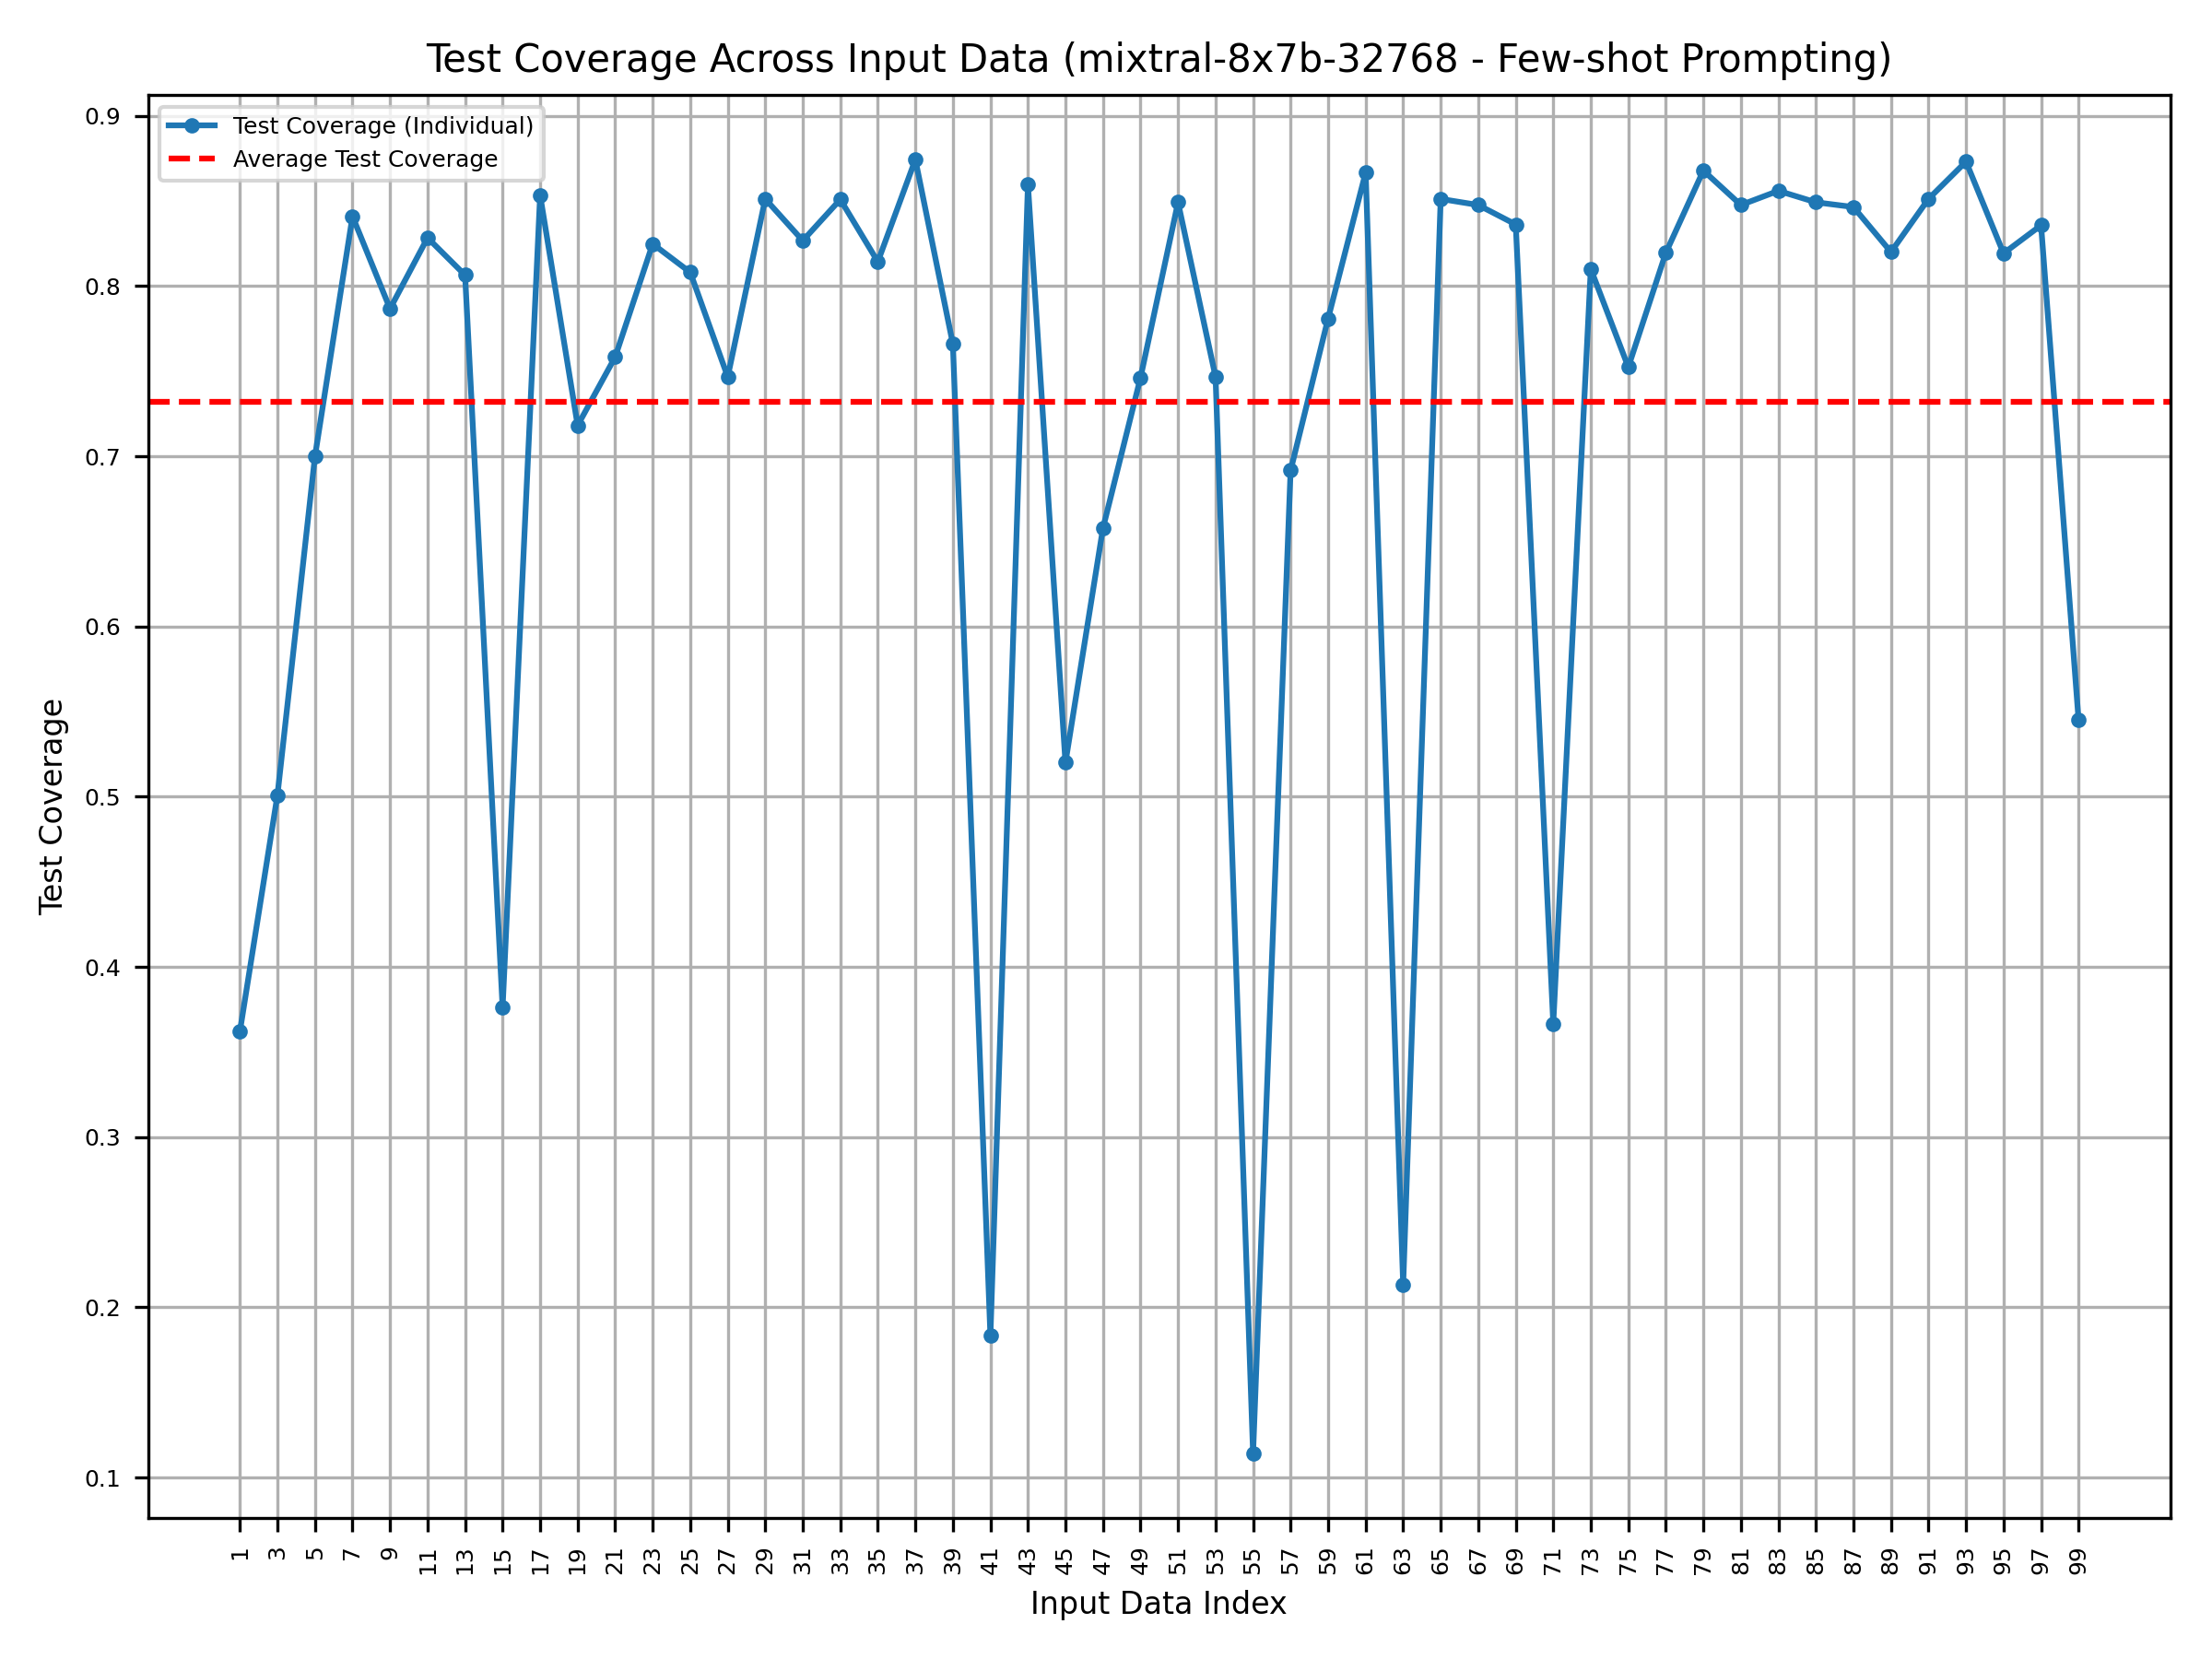 Test Coverage Across Input Data (mixtral-8x7b-32768 - Few-shot Prompting)
Test Coverage (Individual)
Average Test Coverage
Test Coverage
0.9
0.8
0.7
0.6
0.5
0.4
0.3
0.2
0.1
1 3 5 7 9 11 13 15 17 19 21 23 25 27 29 31 33 35 37 39 41 43 45 47 49 51 53 55 57 59 61 63 65 67 69 71 73 75 77 79 81 83 85 87 89 91 93 95 97 99
Input Data Index